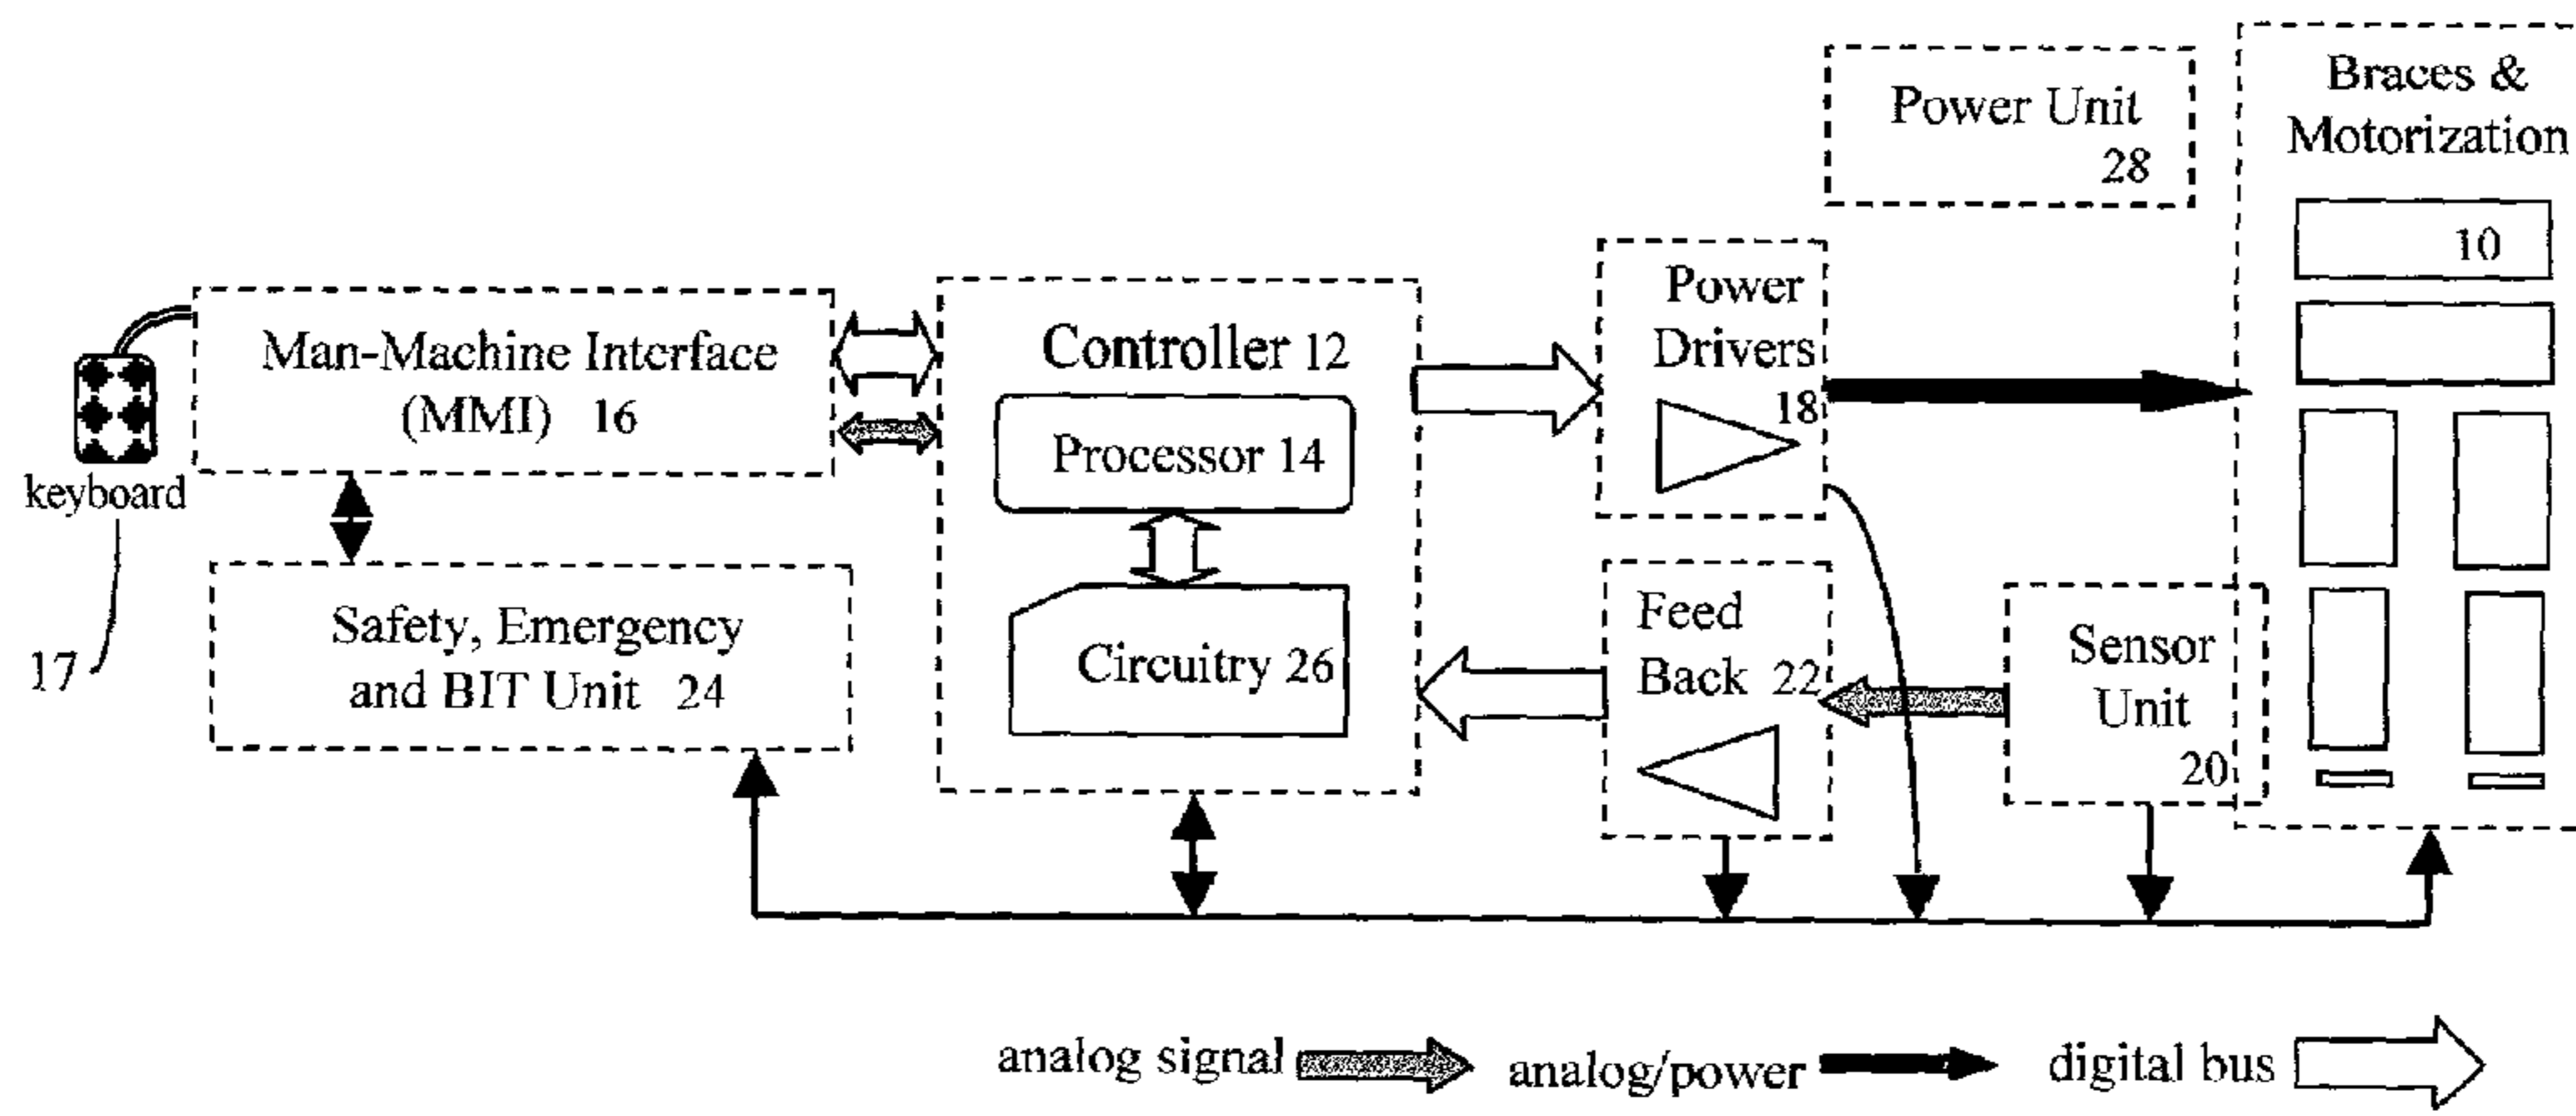 Power Unit
28
Braces &
Motorization
10
Man-Machine Interface
(MMI) 16
keyboard
17
Safety, Emergency
and BIT Unit 24
Controller 12
Processor 14
Circuitry 26
Power
Drivers
18
Feed
Back 22
Sensor
Unit
20
analog signal
analog/power
digital bus